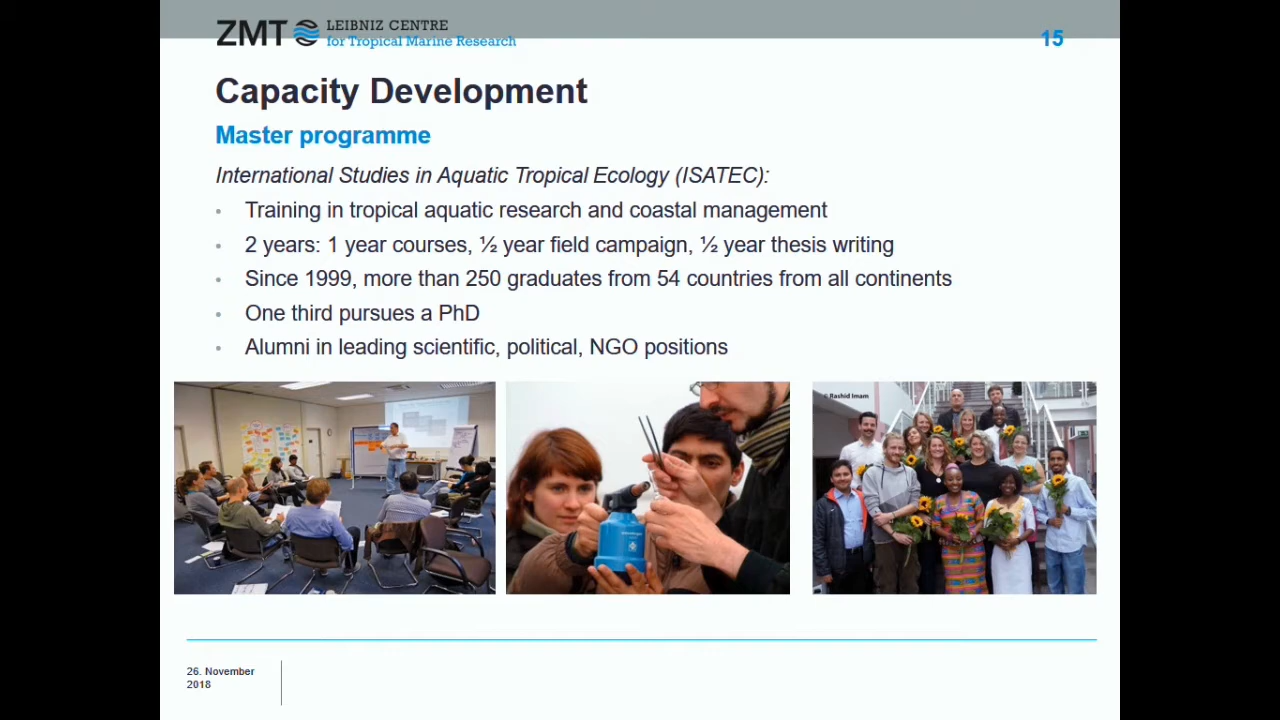 ZMT LEIBNIZ CENTRE
for Tropical Marine Research
15
Capacity Development
Master programme
International Studies in Aquatic Tropical Ecology (ISATEC):
• Training in tropical aquatic research and coastal management
• 2 years: 1 year courses, ½ year field campaign, ½ year thesis writing
• Since 1999, more than 250 graduates from 54 countries from all continents
• One third pursues a PhD
• Alumni in leading scientific, political, NGO positions
© Rashid Imam
26. November
2018